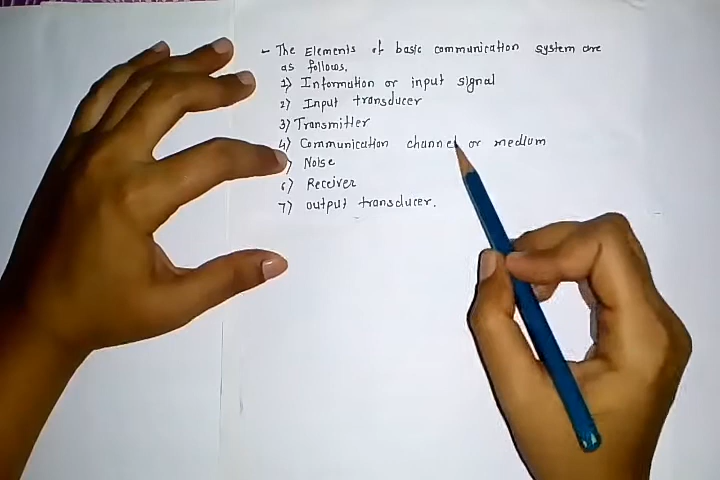 - The Elements of basic communication system are
as follows.
1) Information or input signal
2) Input transducer
3) Transmitter
4) Communication channel or medium
) Noise
6) Receiver
7) output transducer.